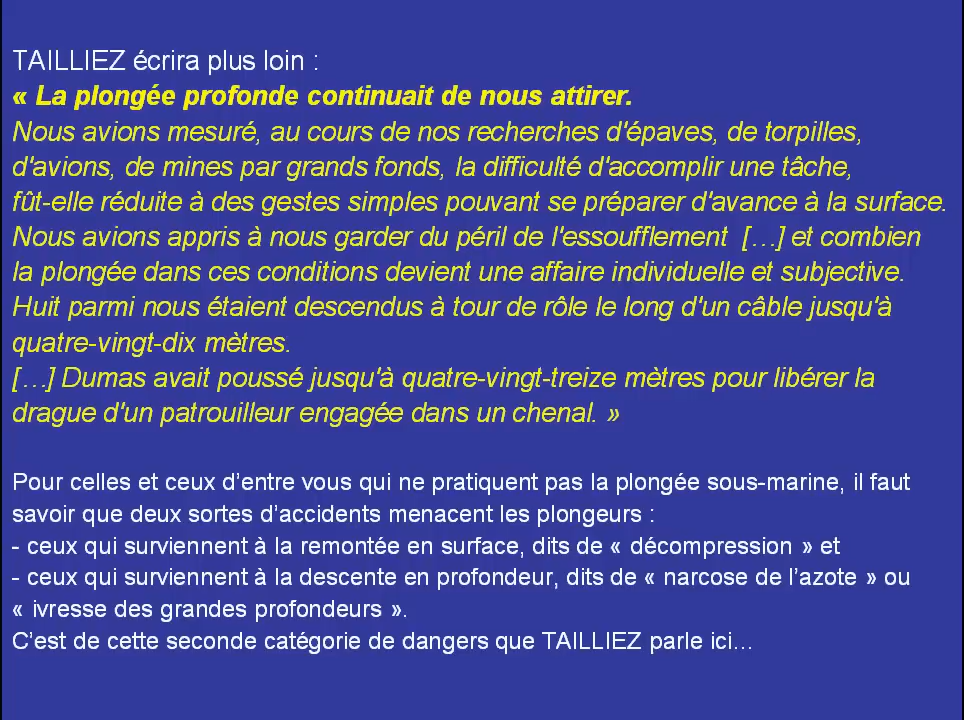 TAILLIEZ écrira plus loin :
« La plongée profonde continuait de nous attirer.
Nous avions mesuré, au cours de nos recherches d'épaves, de torpilles,
d'avions, de mines par grands fonds, la difficulté d'accomplir une tâche,
fût-elle réduite à des gestes simples pouvant se préparer d'avance à la surface.
Nous avions appris à nous garder du péril de l'essoufflement […] et combien
la plongée dans ces conditions devient une affaire individuelle et subjective.
Huit parmi nous étaient descendus à tour de rôle le long d'un câble jusqu'à
quatre-vingt-dix mètres.
[…] Dumas avait poussé jusqu'à quatre-vingt-treize mètres pour libérer la
drague d'un patrouilleur engagée dans un chenal. »
Pour celles et ceux d’entre vous qui ne pratiquent pas la plongée sous-marine, il faut
savoir que deux sortes d’accidents menacent les plongeurs :
- ceux qui surviennent à la remontée en surface, dits de « décompression » et
- ceux qui surviennent à la descente en profondeur, dits de « narcose de l’azote » ou
« ivresse des grandes profondeurs ».
C’est de cette seconde catégorie de dangers que TAILLIEZ parle ici...